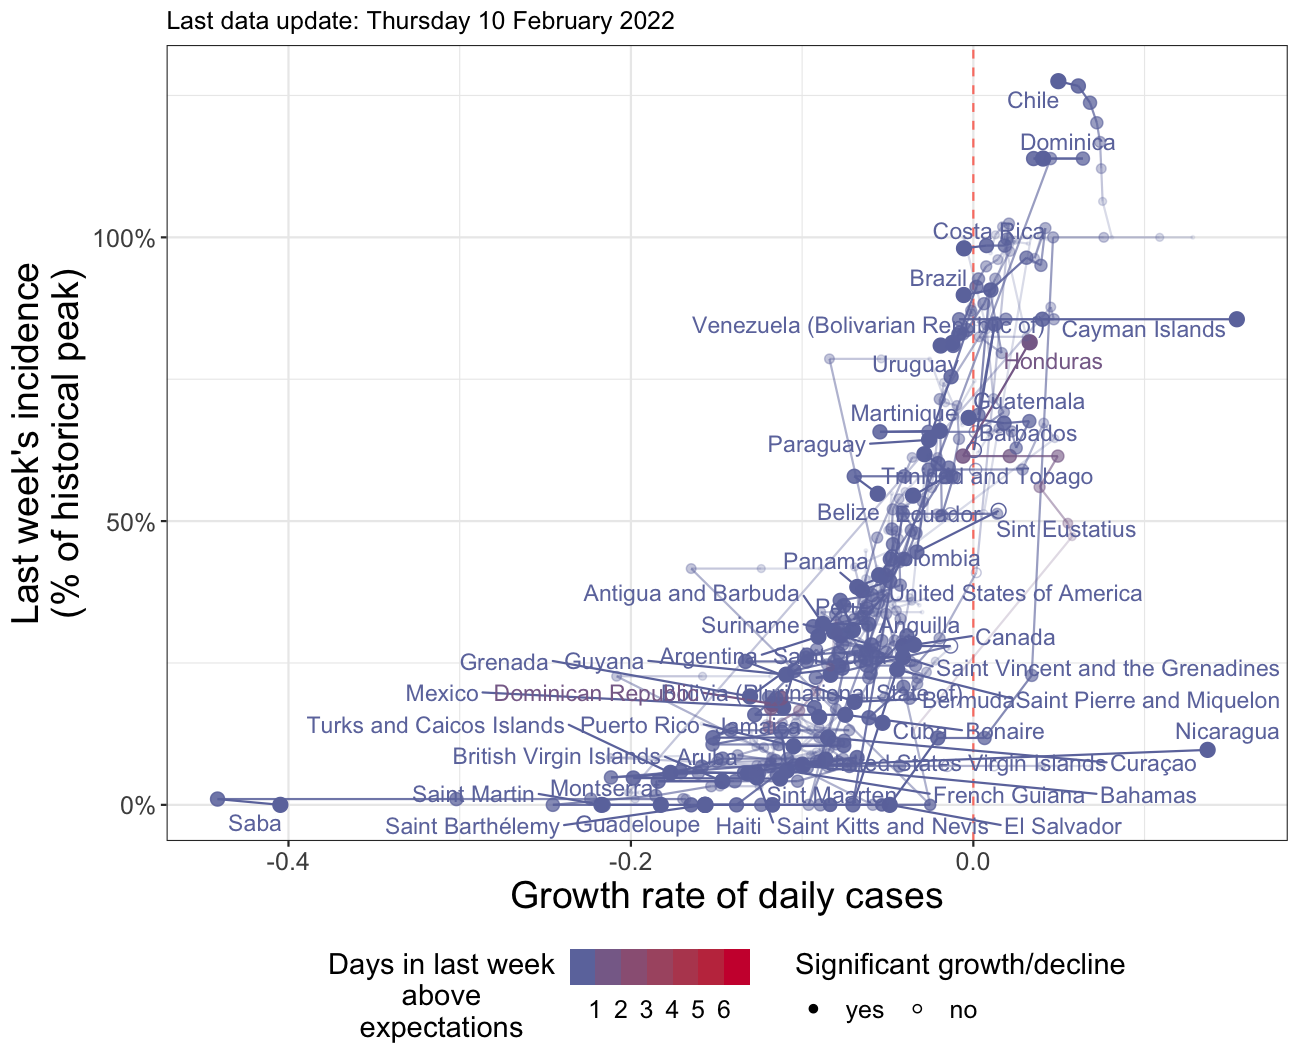 Last data update: Thursday 10 February 2022
Last week's incidence
(% of historical peak)
100%
50%
0%
Chile
Dominica
Costa Rica
Brazil
Venezuela (Bolivarian Republic of)
Cayman Islands
Uruguay
Honduras
Guatemala
Martinique
Barbados
Paraguay
Trinidad and Tobago
Belize
Ecuador
Sint Eustatius
Panama
Colombia
Antigua and Barbuda
United States of America
Peru
Suriname
Anguilla
Canada
Argentina
Grenada
Guyana
Saint Vincent and the Grenadines
Mexico
Dominican Republic
Bolivia (Plurinational State of)
Bermuda
Saint Pierre and Miquelon
Turks and Caicos Islands
Puerto Rico
Jamaica
Cuba
Bonaire
Nicaragua
British Virgin Islands
Aruba
United States Virgin Islands
Curaçao
Saint Martin
Montserrat
Sint Maarten
French Guiana
Bahamas
Saba
Saint Barthélemy
Guadeloupe
Haiti
Saint Kitts and Nevis
El Salvador
-0.4
-0.2
0.0
Growth rate of daily cases
Days in last week
above
expectations
1 2 3 4 5 6
Significant growth/decline
yes
no